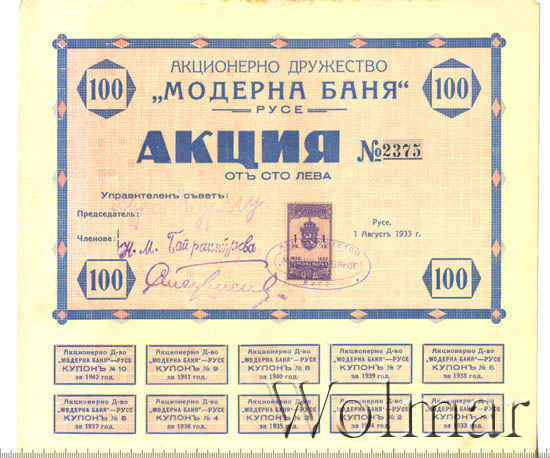 АКЦИОНЕРНО ДРУЖЕСТВО
100 „МОДЕРНА БАНЯ“ 100
РУСЕ
АКЦИЯ №2375
ОТЪ СТО ЛЕВА
Управителенъ съветъ:
Председатель:
Русе,
1 Августъ 1933 г.
Членове:
Н. М.
100 100
Акционерно Д-во Акционерно Д-во Акционерно Д-во Акционерно Д-во Акционерно Д-во
„МОДЕРНА БАНЯ“—РУСЕ „МОДЕРНА БАНЯ“—РУСЕ „МОДЕРНА БАНЯ“—РУСЕ „МОДЕРНА БАНЯ“—РУСЕ „МОДЕРНА БАНЯ“—РУСЕ
КУПОНЪ № 10 КУПОНЪ № 9 КУПОНЪ № 8 КУПОНЪ № 7 КУПОНЪ № 6
за 1942 год. за 1941 год. за 1940 год. за 1939 год. за 1938 год.
Акционерно Д-во Акционерно Д-во Акционерно Д-во Акционерно Д-во Акционерно Д-во
„МОДЕРНА БАНЯ“—РУСЕ „МОДЕРНА БАНЯ“—РУСЕ „МОДЕРНА БАНЯ“—РУСЕ „МОДЕРНА БАНЯ“—РУСЕ „МОДЕРНА БАНЯ“—РУСЕ
КУПОНЪ № 5 КУПОНЪ № 4 КУПОНЪ № 3 КУПОНЪ № 2 КУПОНЪ №
за 1937 год. за 1936 год. за 1935 за 1934 год. за
Wolmar